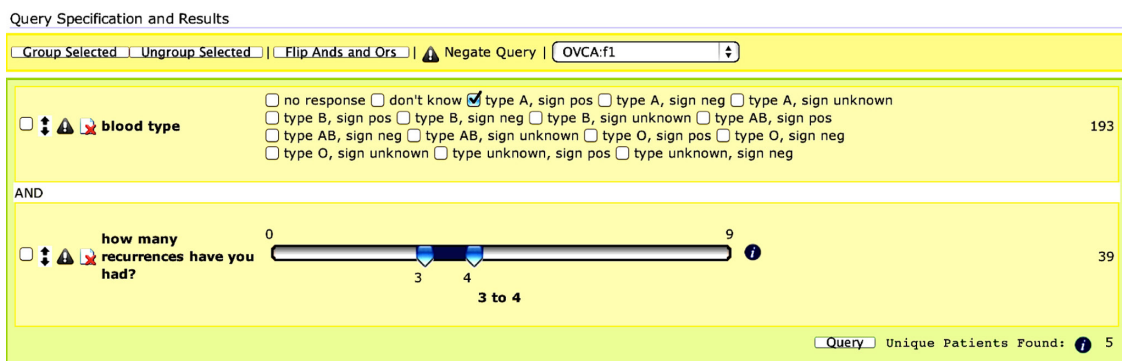 Query Specification and Results
Group Selected Ungroup Selected | Flip Ands and Ors | Negate Query | OVCA:f1
no response don't know type A, sign pos type A, sign neg type A, sign unknown
type B, sign pos type B, sign neg type B, sign unknown type AB, sign pos
blood type 193
type AB, sign neg type AB, sign unknown type O, sign pos type O, sign neg
type O, sign unknown type unknown, sign pos type unknown, sign neg
AND
0 9
how many
recurrences have you 39
had?
3 4
3 to 4
Query Unique Patients Found: i 5